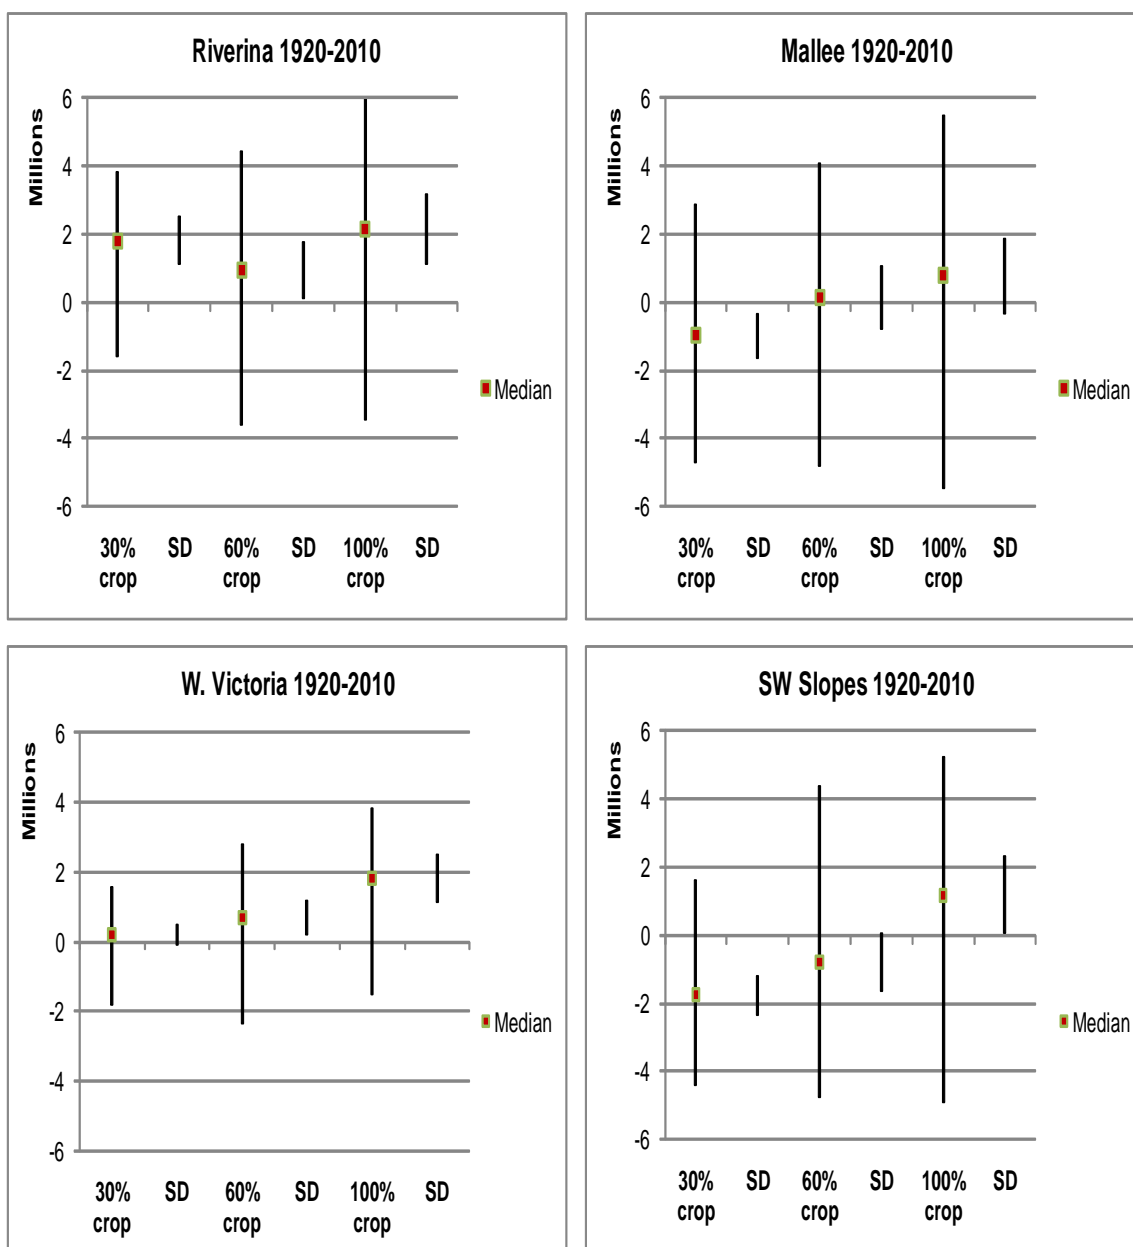 Riverina 1920-2010
Millions
6
4
2
0
-2
-4
-6
30% crop
SD
60% crop
SD
100% crop
SD
Median
Mallee 1920-2010
Millions
6
4
2
0
-2
-4
-6
30% crop
SD
60% crop
SD
100% crop
SD
Median
W. Victoria 1920-2010
Millions
6
4
2
0
-2
-4
-6
30% crop
SD
60% crop
SD
100% crop
SD
Median
SW Slopes 1920-2010
Millions
6
4
2
0
-2
-4
-6
30% crop
SD
60% crop
SD
100% crop
SD
Median